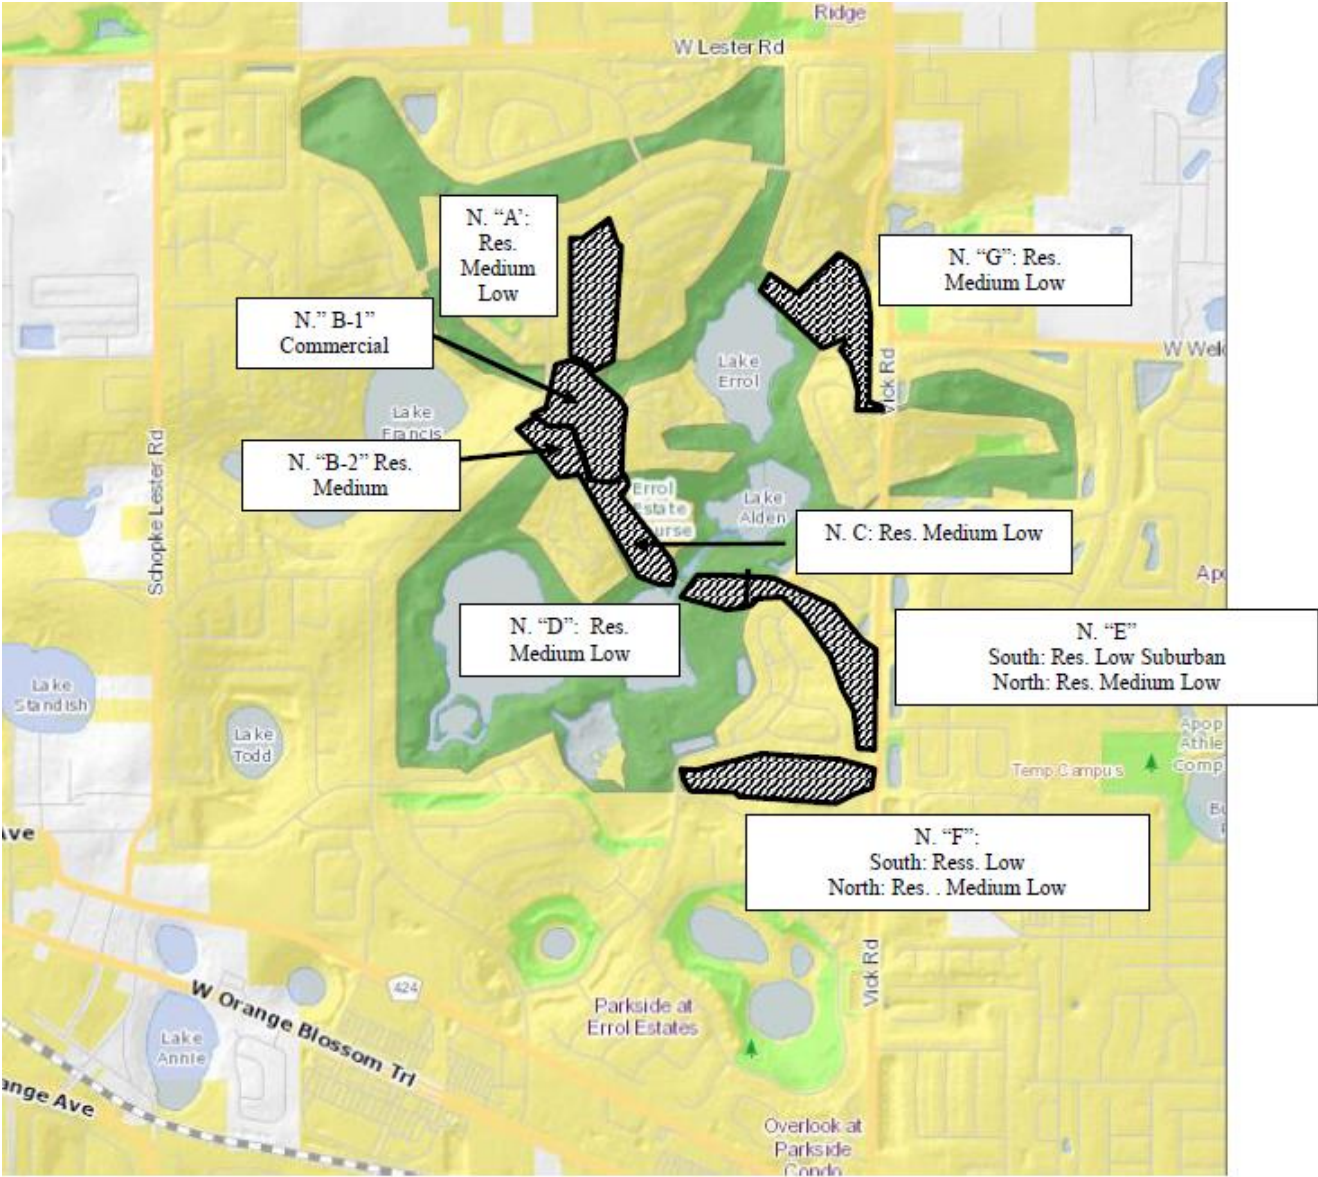 Ridge
W Lester Rd
N. “A’:
Res.
Medium
Low
N. “G”: Res.
Medium Low
N.” B-1”
Commercial
W Wek
Lake
Errol
Vick Rd
Lake
Francis
Schopke Lester Rd
N. “B-2” Res.
Medium
Errol
Estate
Lake
Alden
N. C: Res. Medium Low
N. “D”: Res.
Medium Low
N. “E”
South: Res. Low Suburban
North: Res. Medium Low
Lake
Standish
Lake
Todd
Apop
Athle
Comp
Temp Campus
Ave
N. “F”:
South: Ress. Low
North: Res. . Medium Low
Vick Rd
424
W Orange Blossom Trl
Parkside at
Errol Estates
Lake
Annie
ange Ave
Overlook at
Parkside
Condo